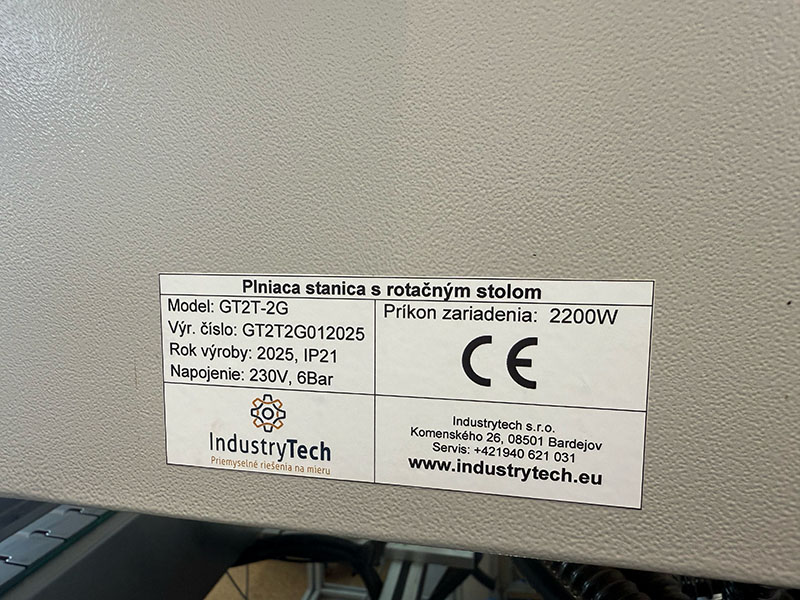 Plniaca stanica s rotačným stolom
Model: GT2T-2G
Výr. číslo: GT2T2G012025
Rok výroby: 2025, IP21
Napojenie: 230V, 6Bar
Príkon zariadenia: 2200W
CE
IndustryTech
Priemyselné riešenia na mieru
Industrytech s.r.o.
Komenského 26, 08501 Bardejov
Servis: +421940 621 031
www.industrytech.eu